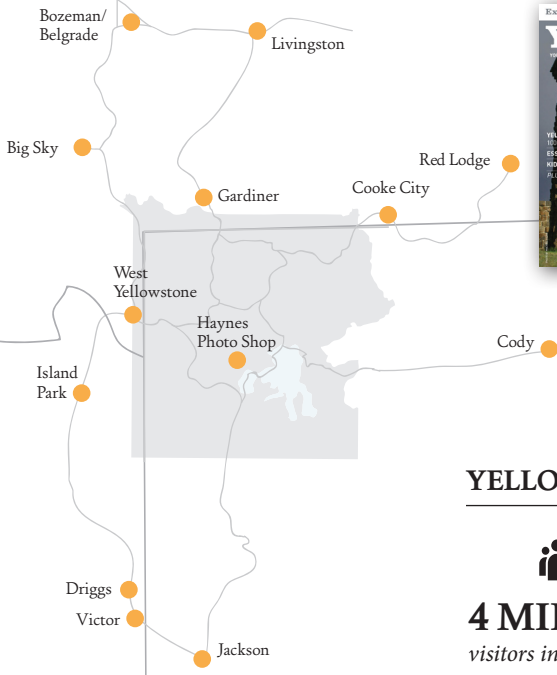 Bozeman/
Belgrade
Livingston
Big Sky
Red Lodge
Cooke City
Gardiner
West
Yellowstone
Haynes
Photo Shop
Cody
Island
Park
Driggs
Victor
Jackson
YELLO
4 MI
visitors in